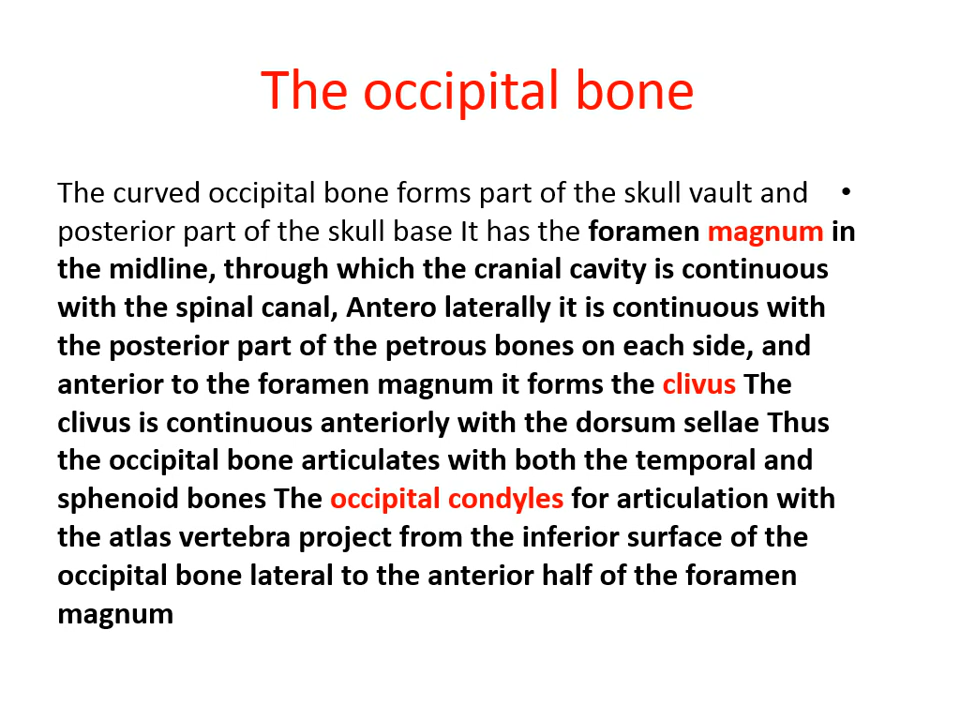 The occipital bone
The curved occipital bone forms part of the skull vault and •
posterior part of the skull base It has the foramen magnum in
the midline, through which the cranial cavity is continuous
with the spinal canal, Antero laterally it is continuous with
the posterior part of the petrous bones on each side, and
anterior to the foramen magnum it forms the clivus The
clivus is continuous anteriorly with the dorsum sellae Thus
the occipital bone articulates with both the temporal and
sphenoid bones The occipital condyles for articulation with
the atlas vertebra project from the inferior surface of the
occipital bone lateral to the anterior half of the foramen
magnum